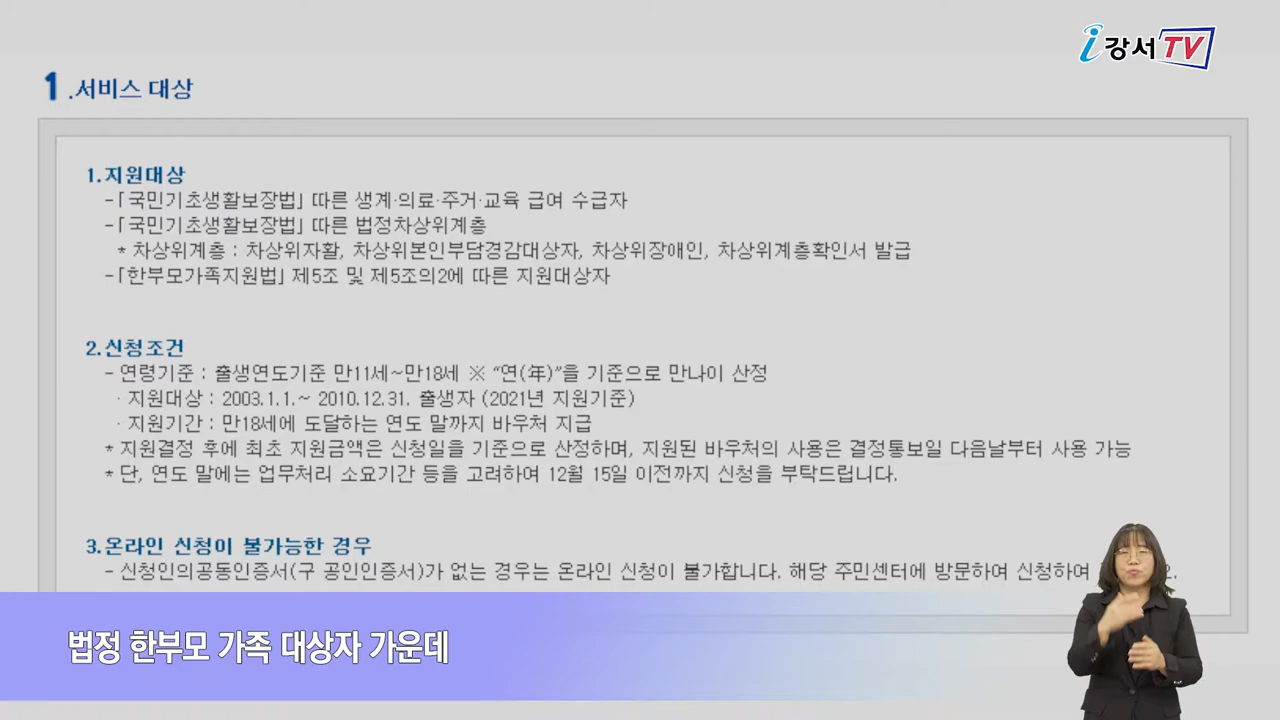 i강서TV
1.서비스 대상
1.지원대상
-「국민기초생활보장법」 따른 생계·의료·주거·교육 급여 수급자
-「국민기초생활보장법」 따른 법정차상위계층
* 차상위계층 : 차상위자활, 차상위본인부담경감대상자, 차상위장애인, 차상위계층확인서 발급
-「한부모가족지원법」 제5조 및 제5조의2에 따른 지원대상자
2.신청조건
- 연령기준 : 출생연도기준 만11세~만18세 ※ “연(年)”을 기준으로 만나이 산정
· 지원대상 : 2003.1.1.~ 2010.12.31. 출생자 (2021년 지원기준)
· 지원기간 : 만18세에 도달하는 연도 말까지 바우처 지급
* 지원결정 후에 최초 지원금액은 신청일을 기준으로 산정하며, 지원된 바우처의 사용은 결정통보일 다음날부터 사용 가능
* 단, 연도 말에는 업무처리 소요기간 등을 고려하여 12월 15일 이전까지 신청을 부탁드립니다.
3.온라인 신청이 불가능한 경우
- 신청인의공동인증서(구 공인인증서)가 없는 경우는 온라인 신청이 불가합니다. 해당 주민센터에 방문하여 신청하여
법정 한부모 가족 대상자 가운데